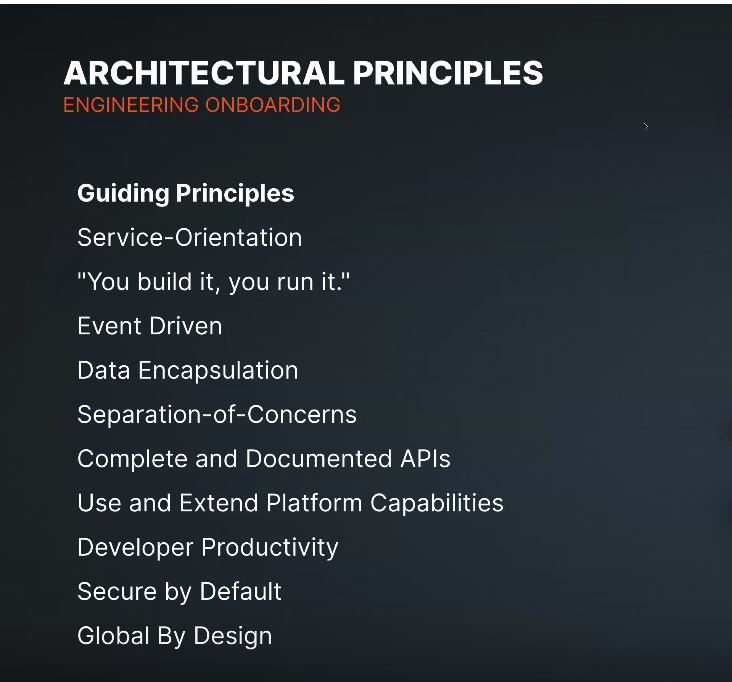 ARCHITECTURAL PRINCIPLES
ENGINEERING ONBOARDING
Guiding Principles
Service-Orientation
"You build it, you run it."
Event Driven
Data Encapsulation
Separation-of-Concerns
Complete and Documented APIs
Use and Extend Platform Capabilities
Developer Productivity
Secure by Default
Global By Design